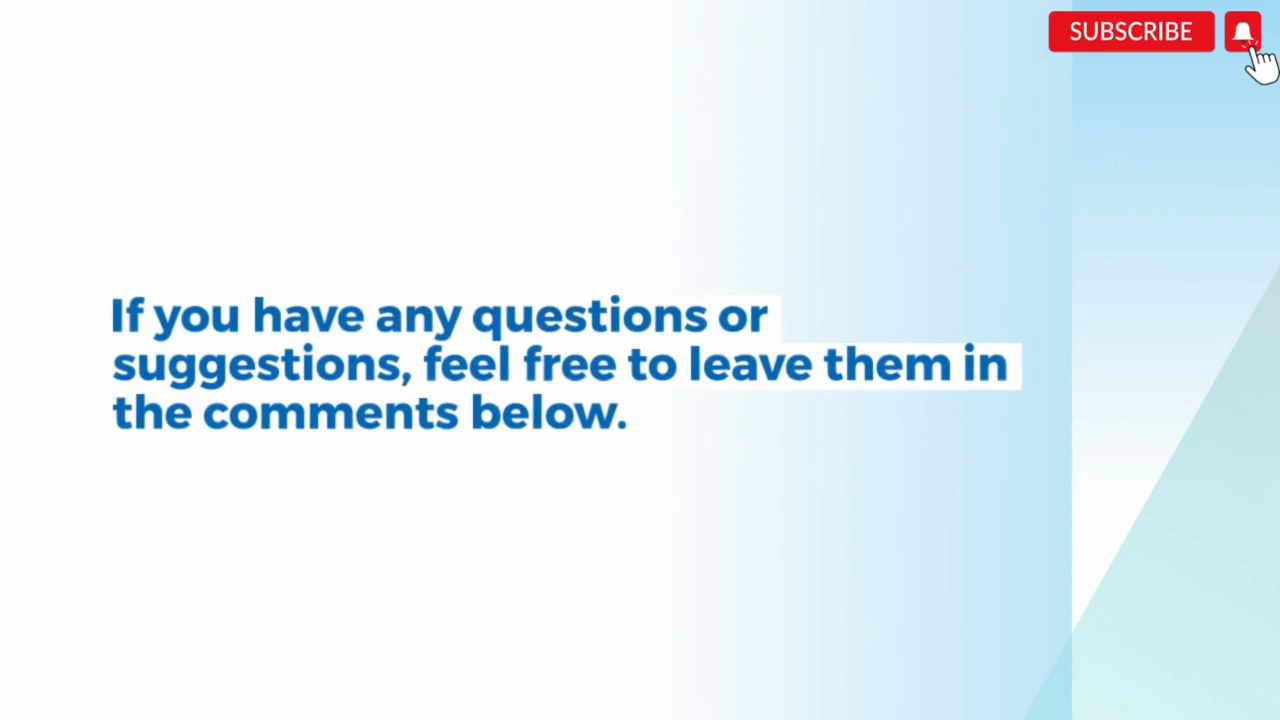 SUBSCRIBE
If you have any questions or
suggestions, feel free to leave them in
the comments below.